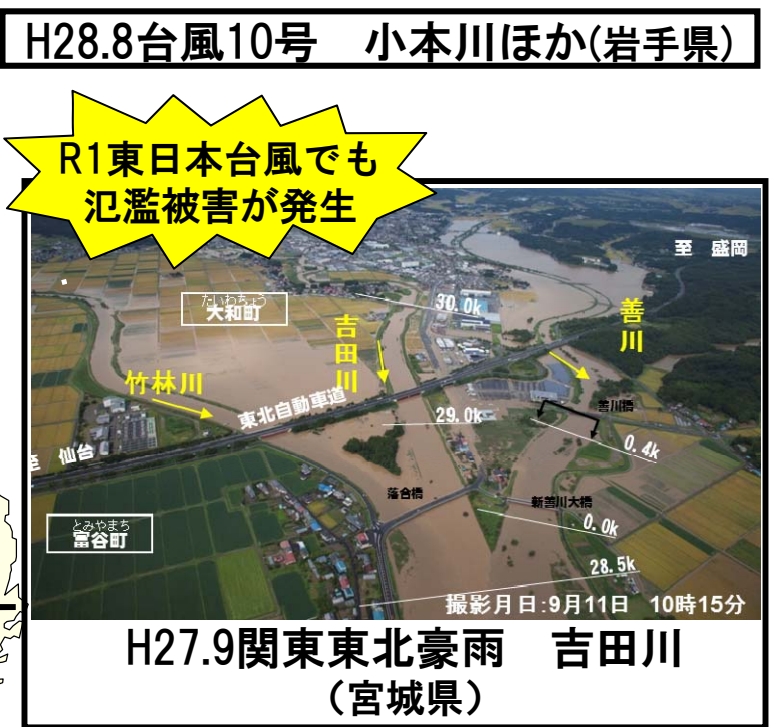 H28.8台風10号　小本川ほか(岩手県)
R1東日本台風でも
氾濫被害が発生
至　盛岡
たいわちょう
大和町
30.0k
吉田川
善川
竹林川
東北自動車道
29.0k
善川橋
0.4k
至　仙台
落合橋
新善川大橋
0.0k
とみやまち
富谷町
28.5k
撮影月日:9月11日　10時15分
H27.9関東東北豪雨　吉田川
（宮城県）